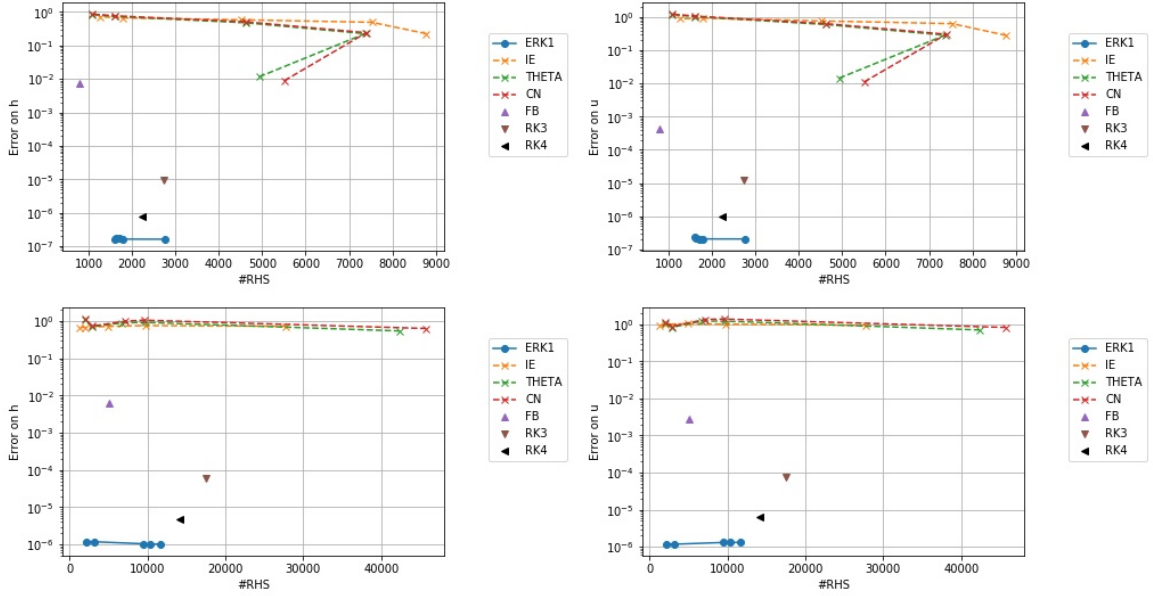 10⁰
10⁻¹
10⁻²
10⁻³
10⁻⁴
10⁻⁵
10⁻⁶
10⁻⁷
Error on h
1000 2000 3000 4000 5000 6000 7000 8000 9000
#RHS
ERK1
IE
THETA
CN
FB
RK3
RK4
10⁰
10⁻¹
10⁻²
10⁻³
10⁻⁴
10⁻⁵
10⁻⁶
10⁻⁷
Error on u
1000 2000 3000 4000 5000 6000 7000 8000 9000
#RHS
ERK1
IE
THETA
CN
FB
RK3
RK4
10⁰
10⁻¹
10⁻²
10⁻³
10⁻⁴
10⁻⁵
10⁻⁶
Error on h
0 10000 20000 30000 40000
#RHS
ERK1
IE
THETA
CN
FB
RK3
RK4
10⁰
10⁻¹
10⁻²
10⁻³
10⁻⁴
10⁻⁵
10⁻⁶
Error on u
0 10000 20000 30000 40000
#RHS
ERK1
IE
THETA
CN
FB
RK3
RK4